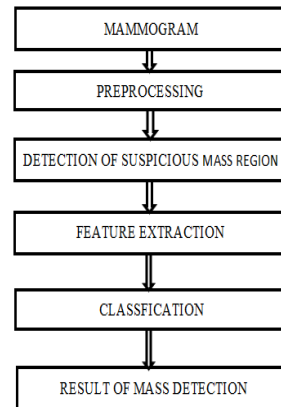 MAMMOGRAM
PREPROCESSING
DETECTION OF SUSPICIOUS MASS REGION
FEATURE EXTRACTION
CLASSFICATION
RESULT OF MASS DETECTION